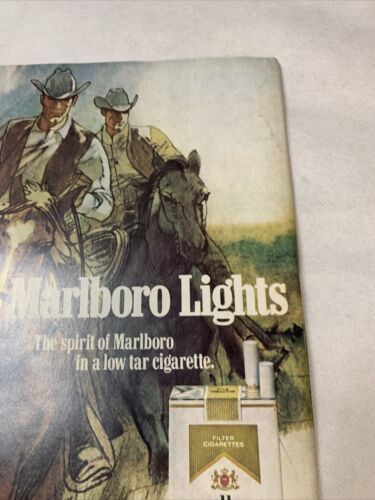 Marlboro Lights
The spirit of Marlboro
in a low tar cigarette.
FILTER
CIGARETTES